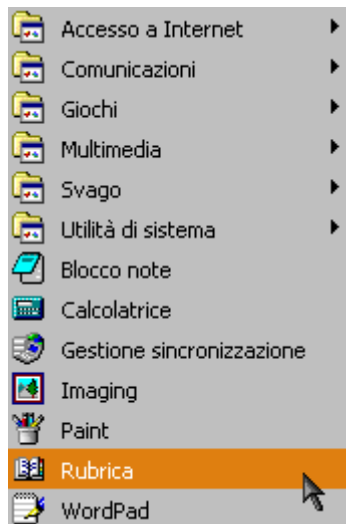 Accesso a Internet
Comunicazioni
Giochi
Multimedia
Svago
Utilità di sistema
Blocco note
Calcolatrice
Gestione sincronizzazione
Imaging
Paint
Rubrica
WordPad